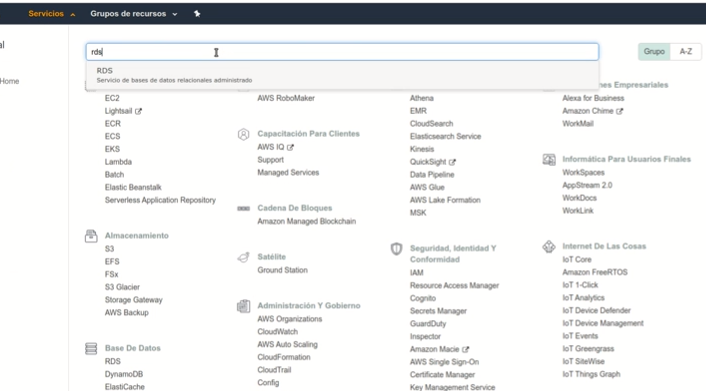 Servicios
Grupos de recursos
al
Home
rds
Grupo
A-Z
RDS
Servicio de bases de datos relacionales administrado
EC2
Lightsail
ECR
ECS
EKS
Lambda
Batch
Elastic Beanstalk
Serverless Application Repository
Almacenamiento
S3
EFS
FSx
S3 Glacier
Storage Gateway
AWS Backup
Base De Datos
RDS
DynamoDB
ElastiCache
AWS RoboMaker
Capacitación Para Clientes
AWS IQ
Support
Managed Services
Cadena De Bloques
Amazon Managed Blockchain
Satélite
Ground Station
Administración Y Gobierno
AWS Organizations
CloudWatch
AWS Auto Scaling
CloudFormation
CloudTrail
Config
Athena
EMR
CloudSearch
Elasticsearch Service
Kinesis
QuickSight
Data Pipeline
AWS Glue
AWS Lake Formation
MSK
Seguridad, Identidad Y
Conformidad
IAM
Resource Access Manager
Cognito
Secrets Manager
GuardDuty
Inspector
Amazon Macie
AWS Single Sign-On
Certificate Manager
Key Management Service
nes Empresariales
Alexa for Business
Amazon Chime
WorkMail
Informática Para Usuarios Finales
WorkSpaces
AppStream 2.0
WorkDocs
WorkLink
Internet De Las Cosas
IoT Core
Amazon FreeRTOS
IoT 1-Click
IoT Analytics
IoT Device Defender
IoT Device Management
IoT Events
IoT Greengrass
IoT SiteWise
IoT Things Graph